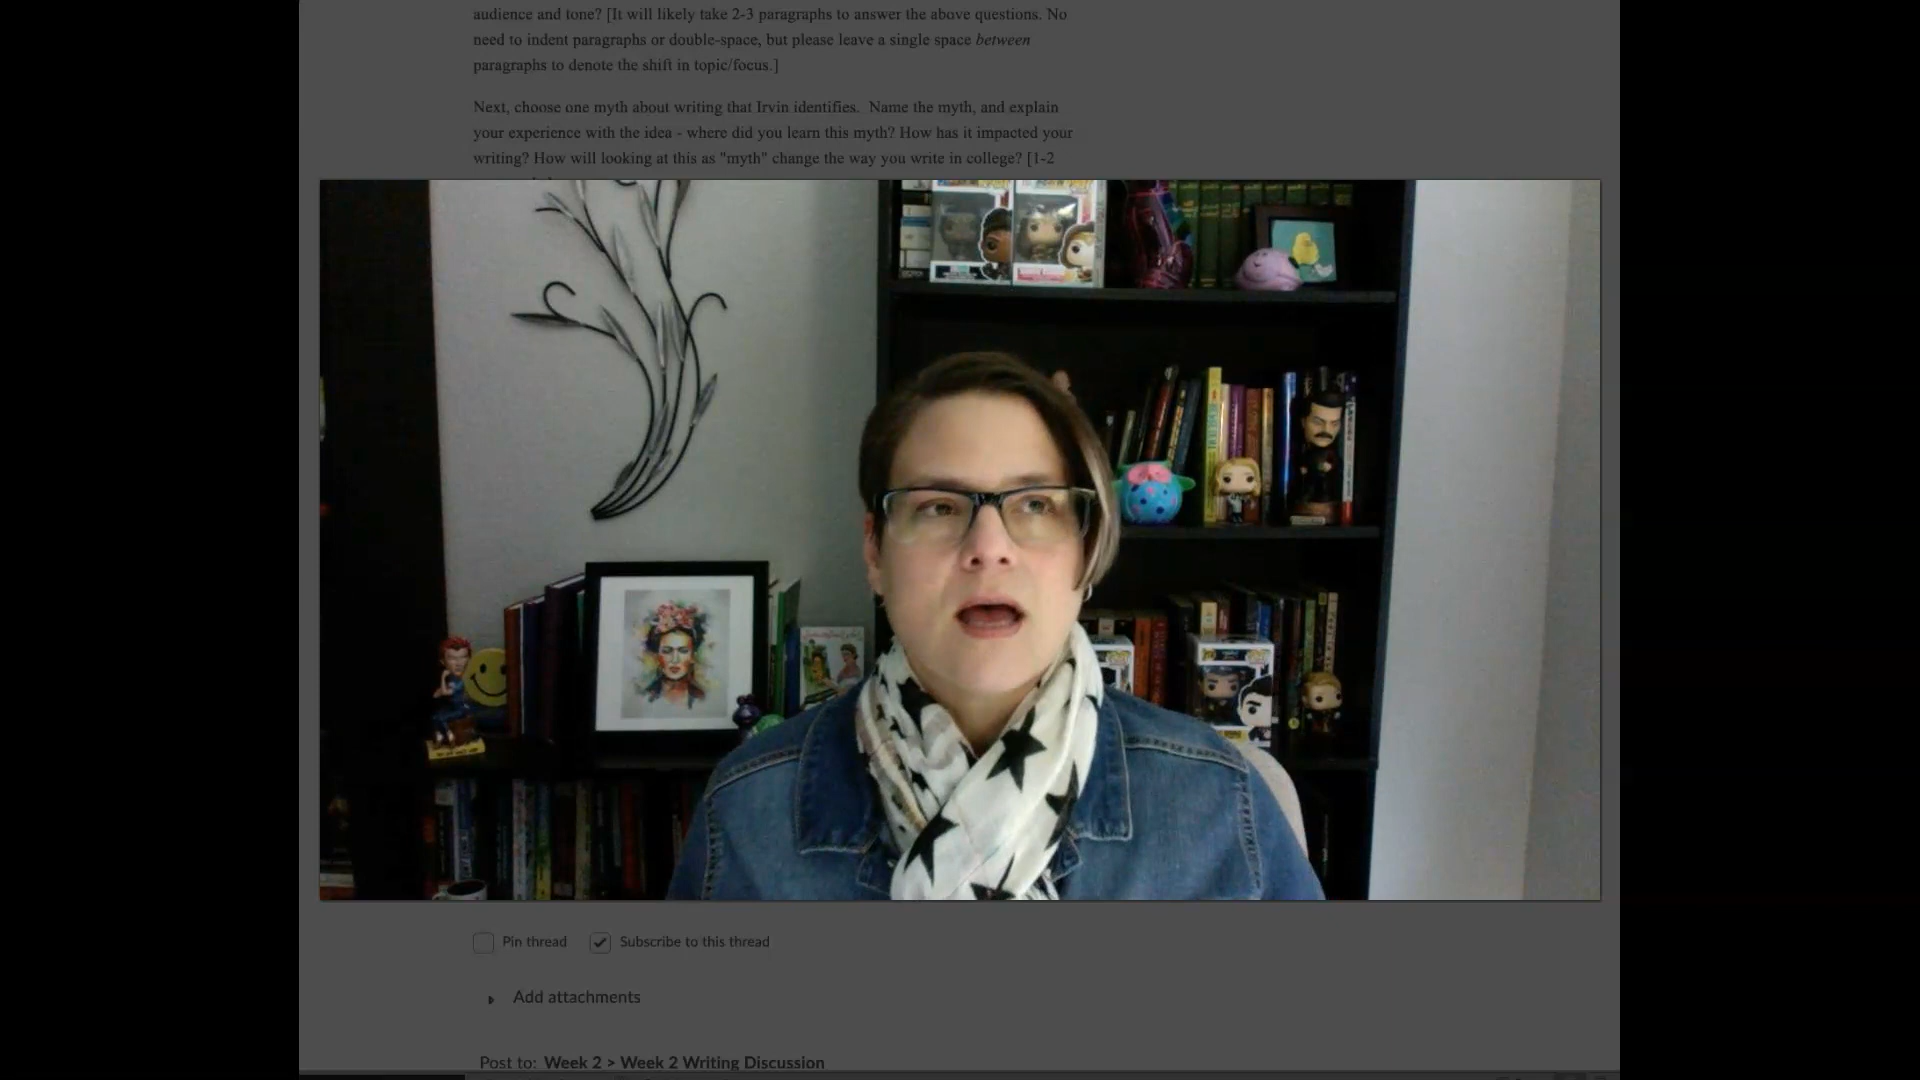 audience and tone? [It will likely take 2-3 paragraphs to answer the above questions. No
need to indent paragraphs or double-space, but please leave a single space between
paragraphs to denote the shift in topic/focus.]
Next, choose one myth about writing that Irvin identifies. Name the myth, and explain
your experience with the idea - where did you learn this myth? How has it impacted your
writing? How will looking at this as "myth" change the way you write in college? [1-2
Pin thread
Subscribe to this thread
Add attachments
Post to: Week 2 > Week 2 Writing Discussion